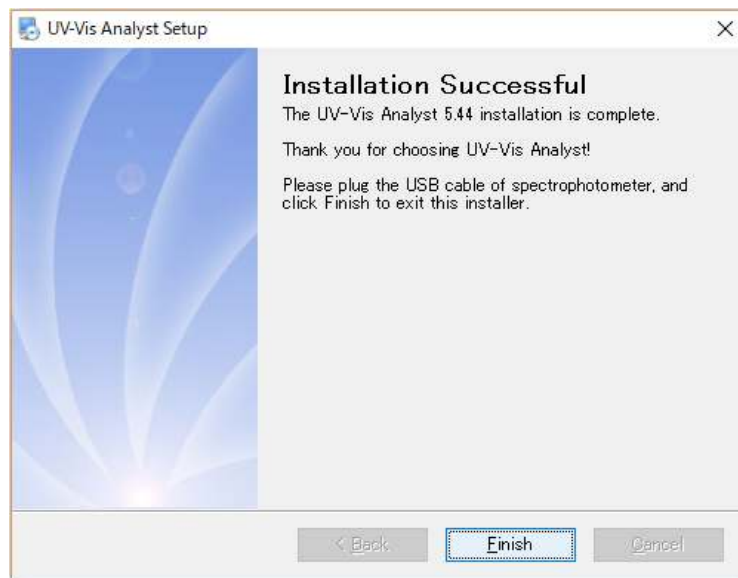 UV-Vis Analyst Setup
Installation Successful
The UV-Vis Analyst 5.44 installation is complete.
Thank you for choosing UV-Vis Analyst!
Please plug the USB cable of spectrophotometer, and
click Finish to exit this installer.
< Back
Finish
Cancel